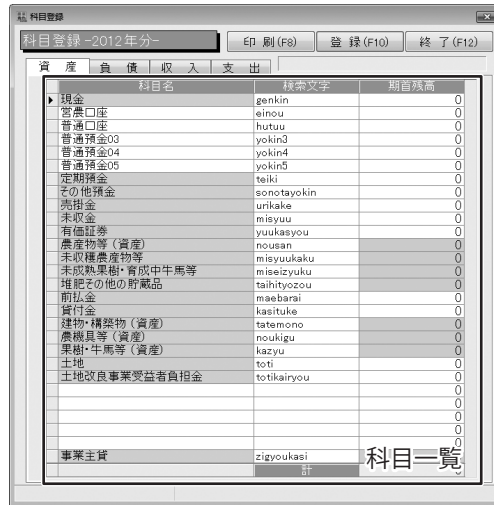 科目登録
科目登録 -2012年分-
印 刷(F8)
登 録(F10)
終 了(F12)
資 産
負 債
収 入
支 出
科目名 検索文字 期首残高
現金 genkin 0
営農口座 einou 0
普通口座 hutuu 0
普通預金03 yokin3 0
普通預金04 yokin4 0
普通預金05 yokin5 0
定期預金 teiki 0
その他預金 sonotayokin 0
売掛金 urikake 0
未収金 misyuu 0
有価証券 yuukasyou 0
農産物等(資産) nousan 0
未収穫農産物等 misyuukaku 0
未成熟果樹・育成中牛馬等 miseizyuku 0
堆肥その他の貯蔵品 taihityozou 0
前払金 maebarai 0
貸付金 kasituke 0
建物・構築物(資産) tatemono 0
農機具等(資産) noukigu 0
果樹・牛馬等(資産) kazyu 0
土地 toti 0
土地改良事業受益者負担金 totikairyou 0
0
0
0
0
0
事業主貸 zigyoukasi
計 0
科目一覧